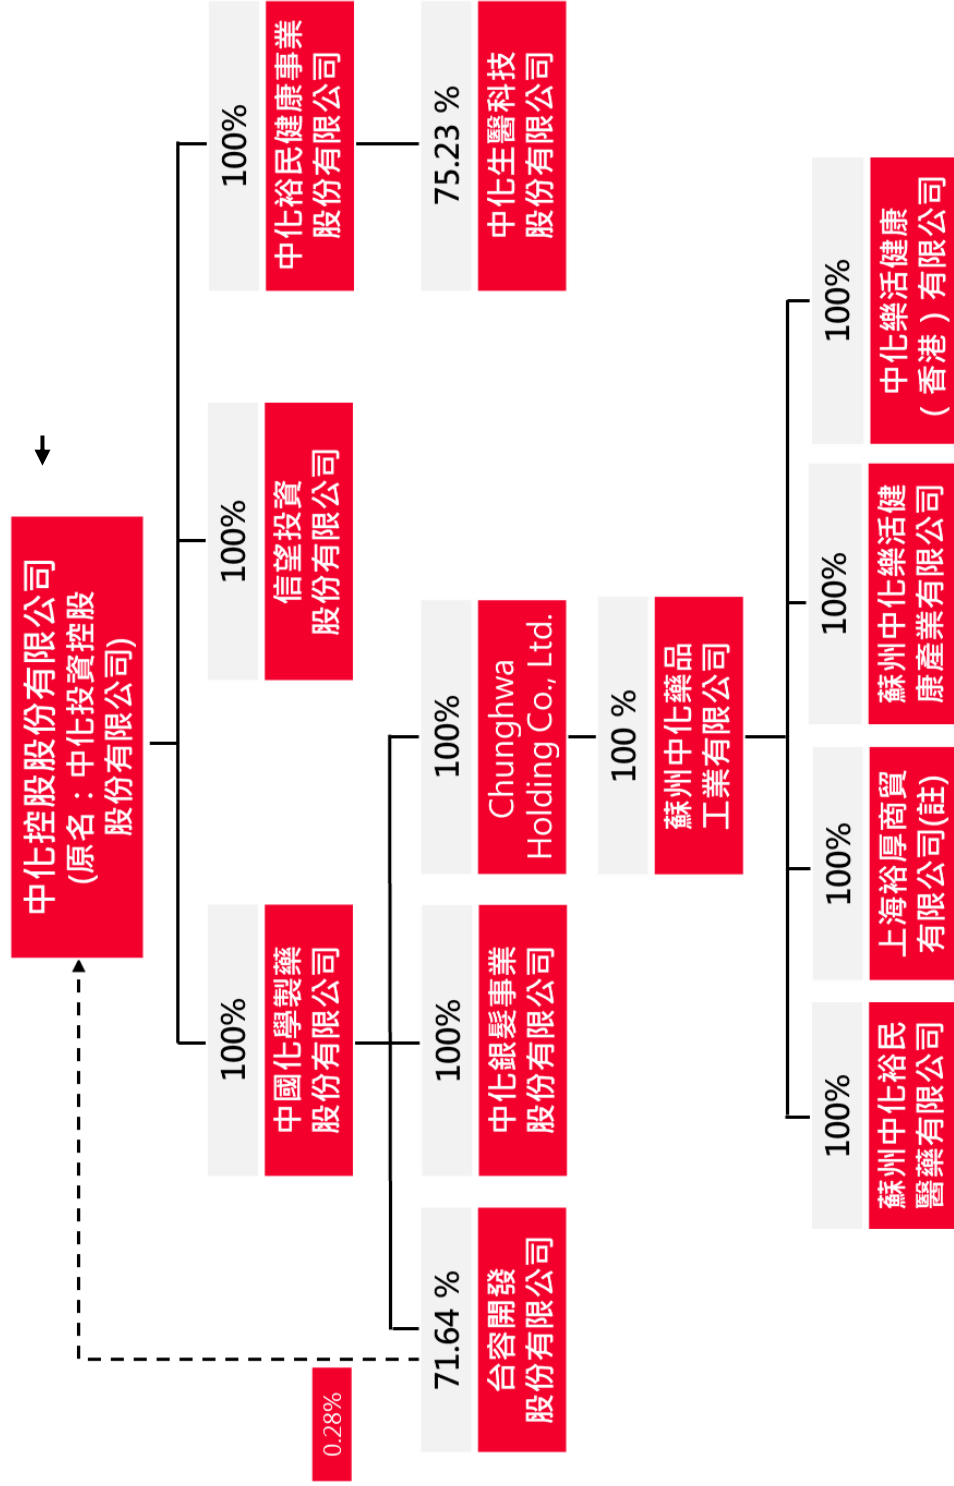 中化控股股份有限公司
(原名：中化投資控股
股份有限公司)
0.28%
100%
中國化學製藥
股份有限公司
100%
信望投資
股份有限公司
100%
中化裕民健康事業
股份有限公司
71.64 %
台容開發
股份有限公司
100%
中化銀髮事業
股份有限公司
100%
Chunghwa
Holding Co., Ltd.
75.23 %
中化生醫科技
股份有限公司
100 %
蘇州中化藥品
工業有限公司
100%
蘇州中化裕民
醫藥有限公司
100%
上海裕厚商貿
有限公司(註)
100%
蘇州中化樂活健
康產業有限公司
100%
中化樂活健康
（香港）有限公司